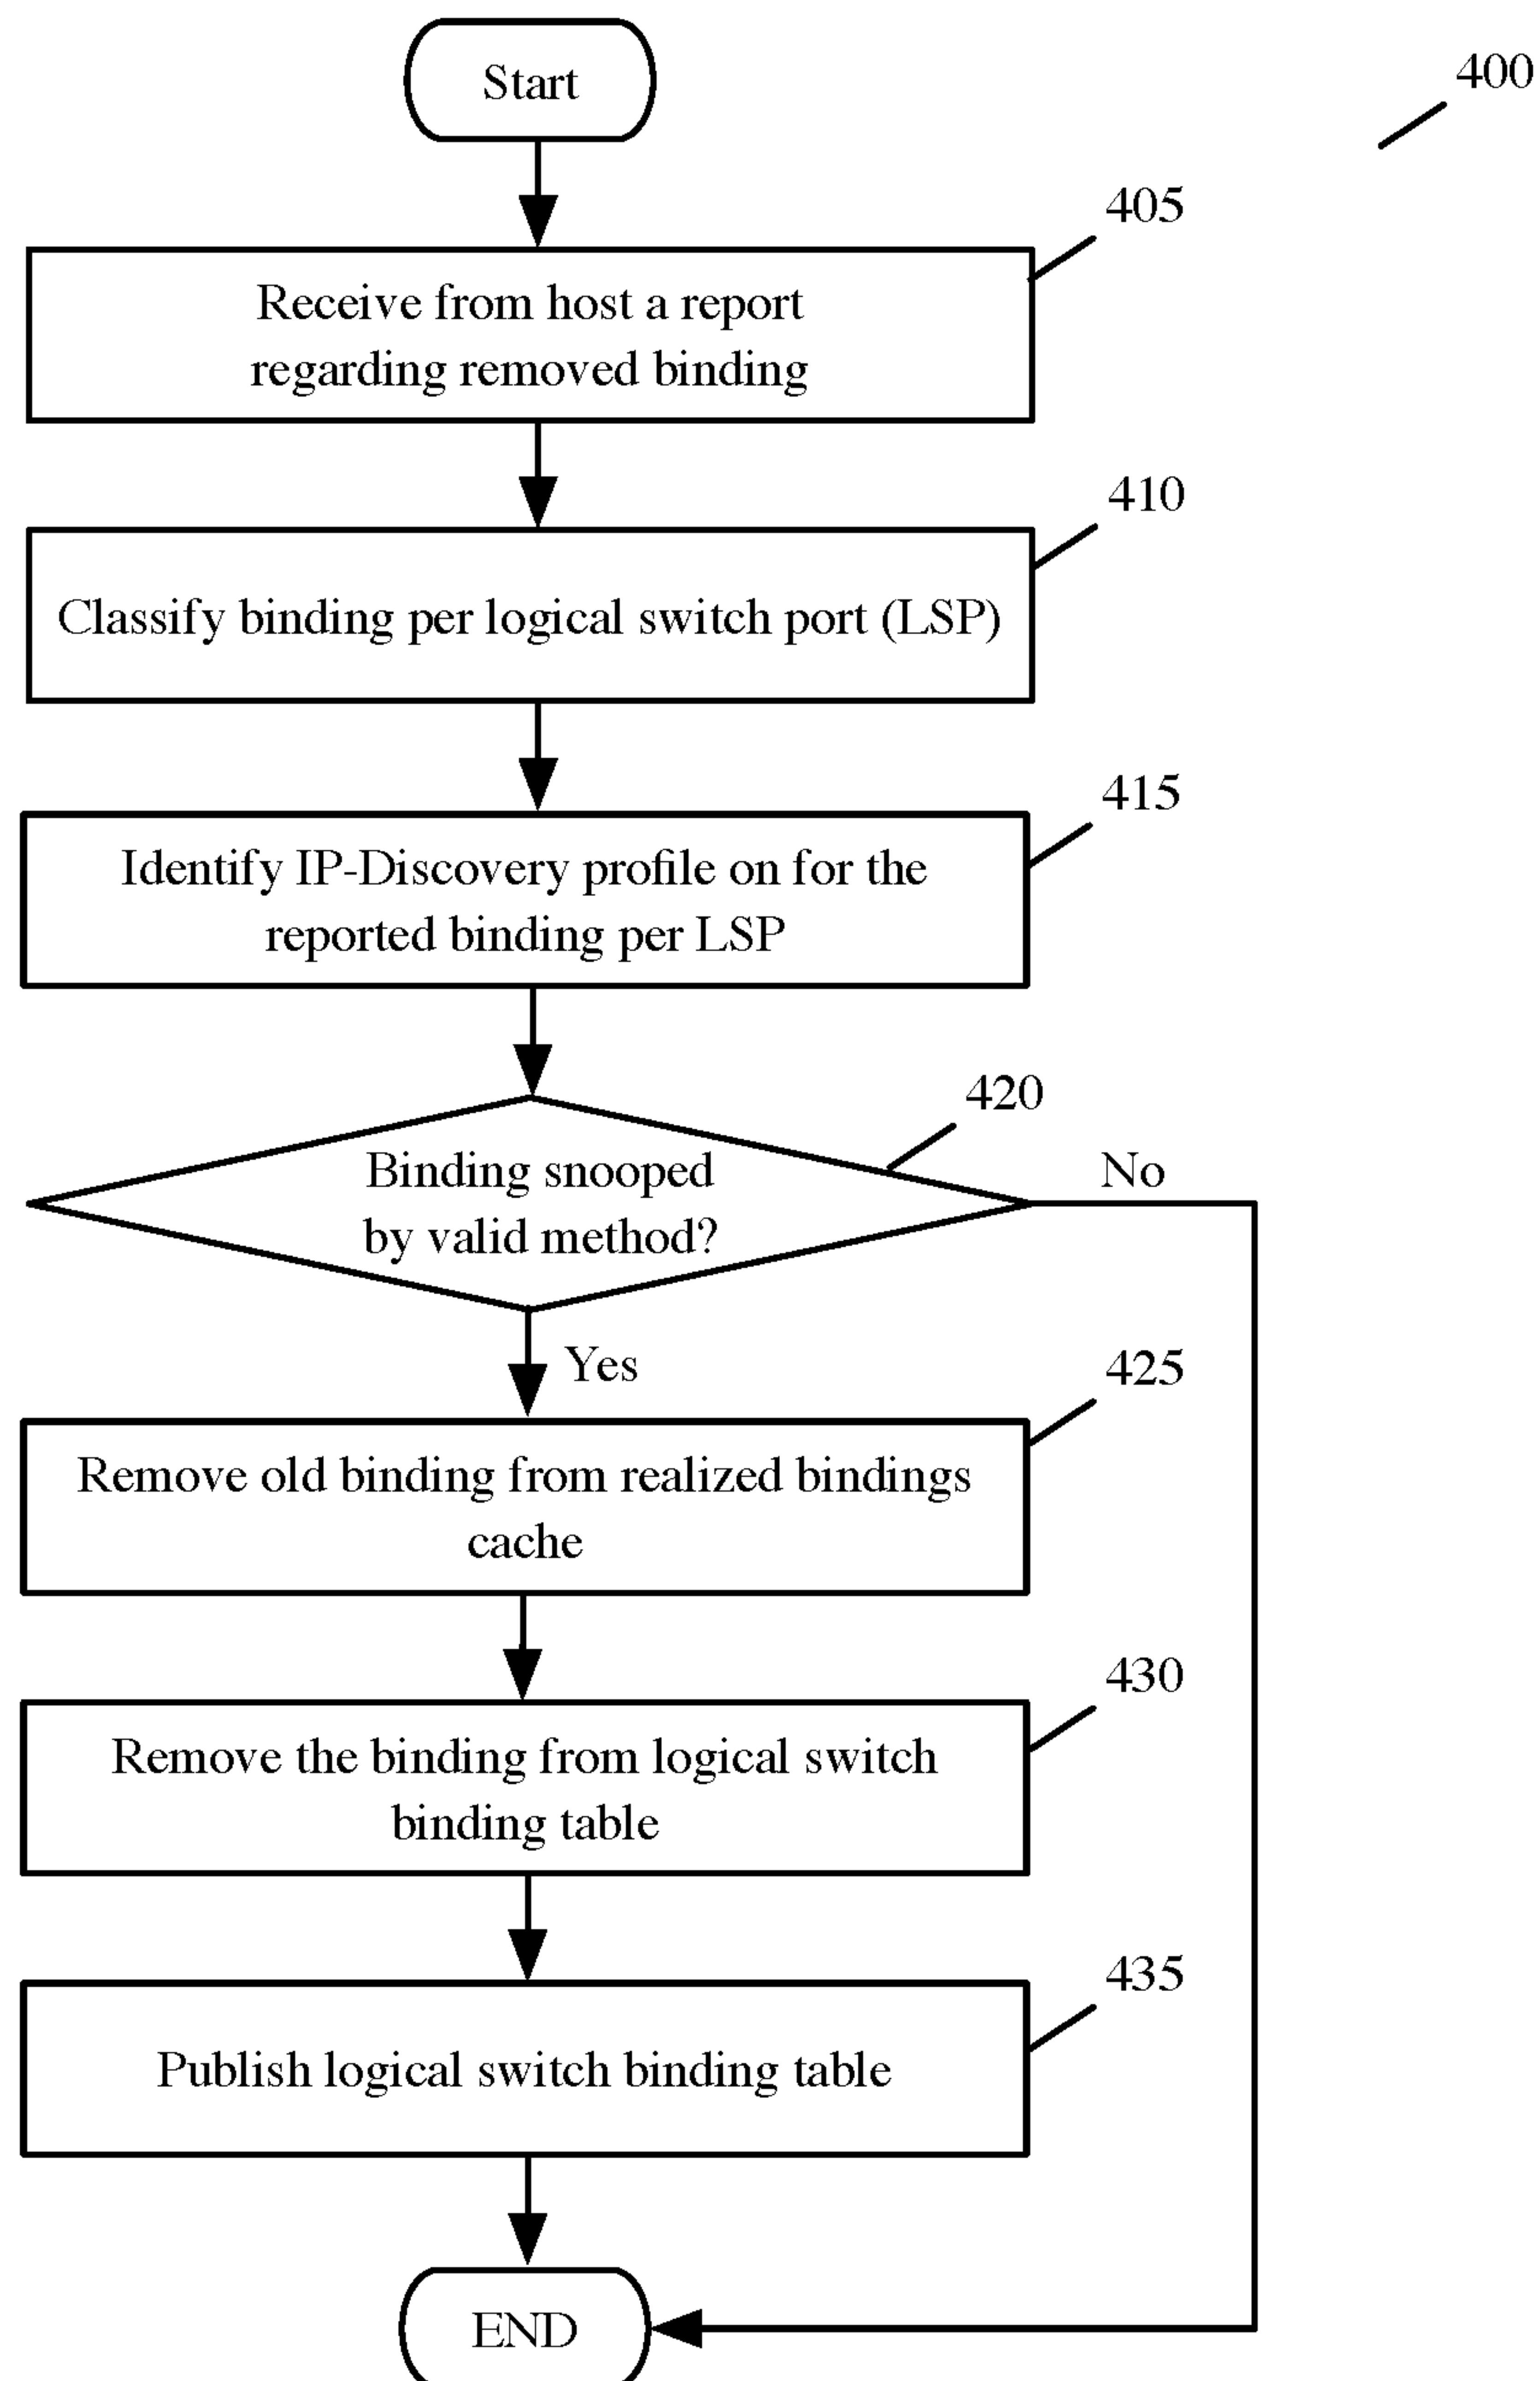 Start
400
405
Receive from host a report
regarding removed binding
410
Classify binding per logical switch port (LSP)
415
Identify IP-Discovery profile on for the
reported binding per LSP
420
Binding snooped
by valid method?
No
Yes
425
Remove old binding from realized bindings
cache
430
Remove the binding from logical switch
binding table
435
Publish logical switch binding table
END